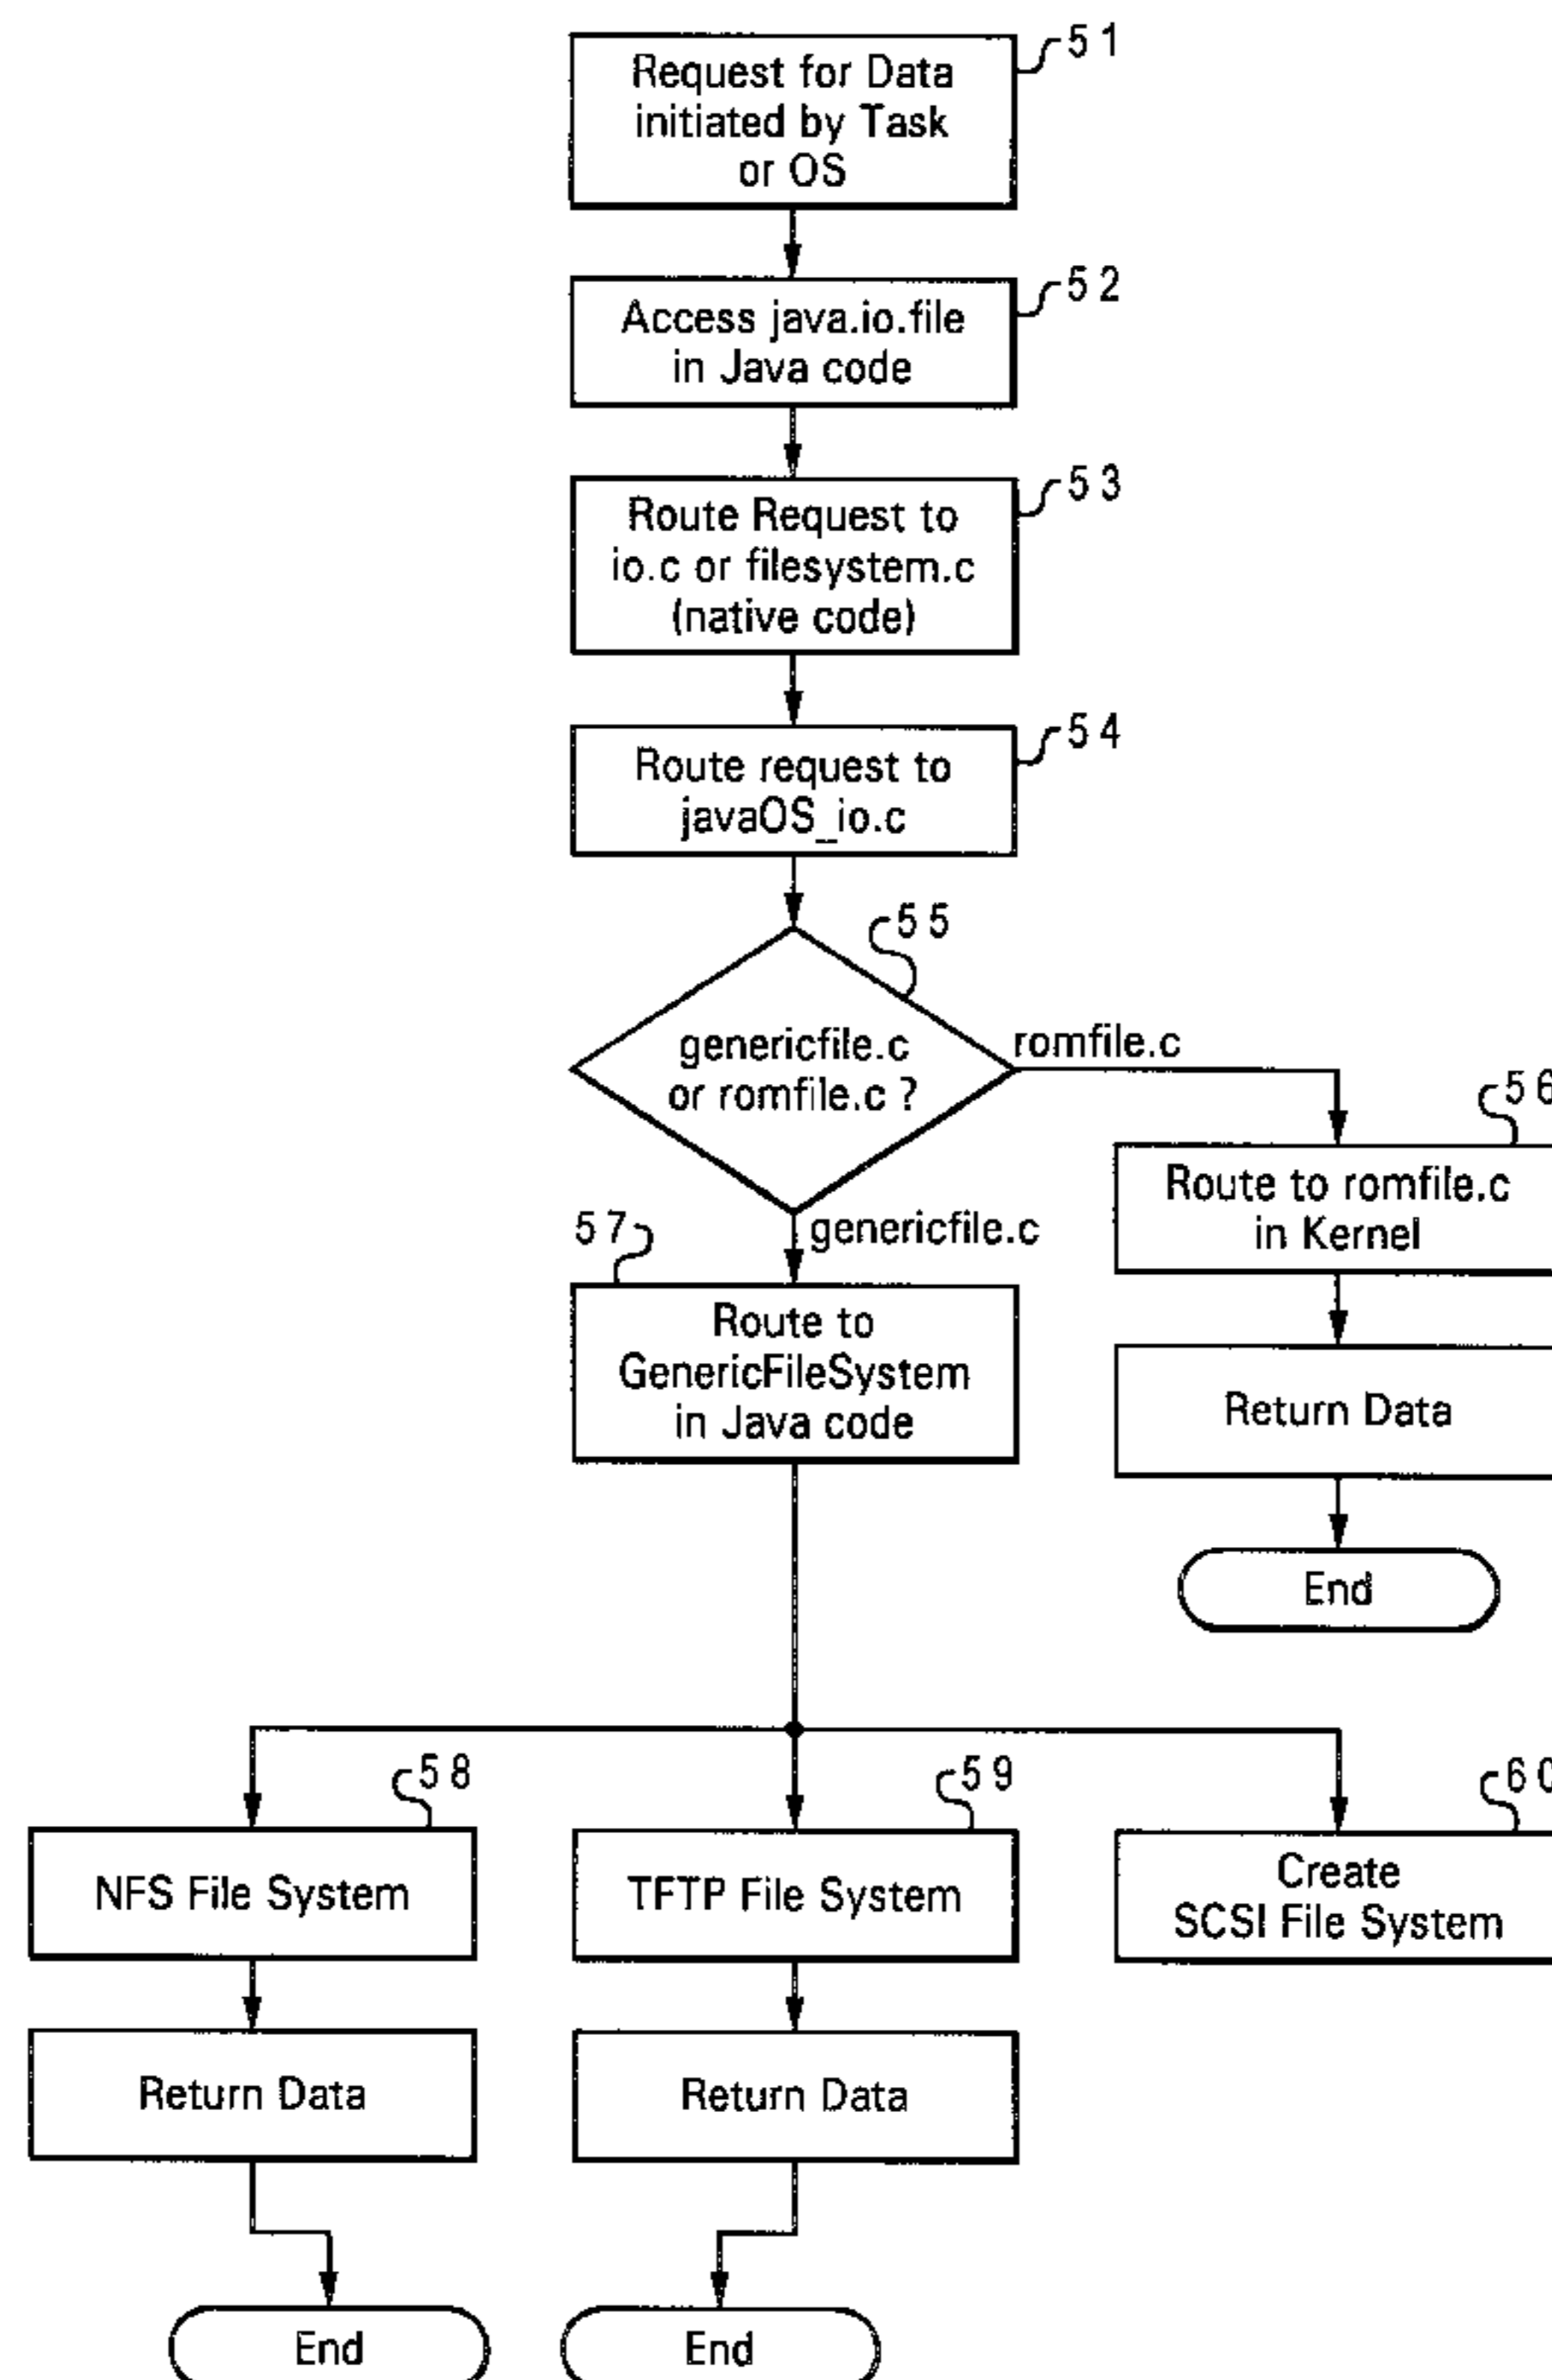 51
Request for Data
initiated by Task
or OS
52
Access java.io.file
in Java code
53
Route Request to
io.c or filesystem.c
(native code)
54
Route request to
javaOS_io.c
55
genericfile.c
or romfile.c ?
romfile.c
56
Route to romfile.c
in Kernel
57
genericfile.c
Route to
GenericFileSystem
in Java code
Return Data
End
58
59
60
NFS File System
TFTP File System
Create
SCSI File System
Return Data
Return Data
End
End